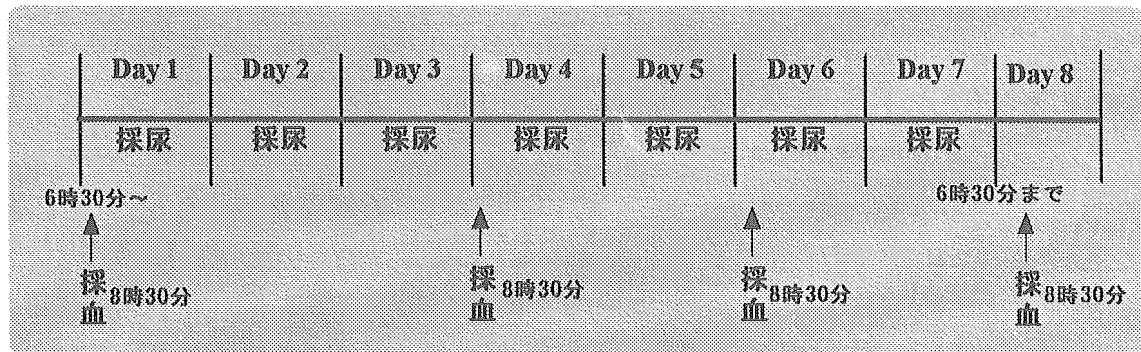 Day 1 Day 2 Day 3 Day 4 Day 5 Day 6 Day 7 Day 8
採尿 採尿 採尿 採尿 採尿 採尿 採尿
6時30分～ 6時30分まで
採血 8時30分 採血 8時30分 採血 8時30分 採血 8時30分